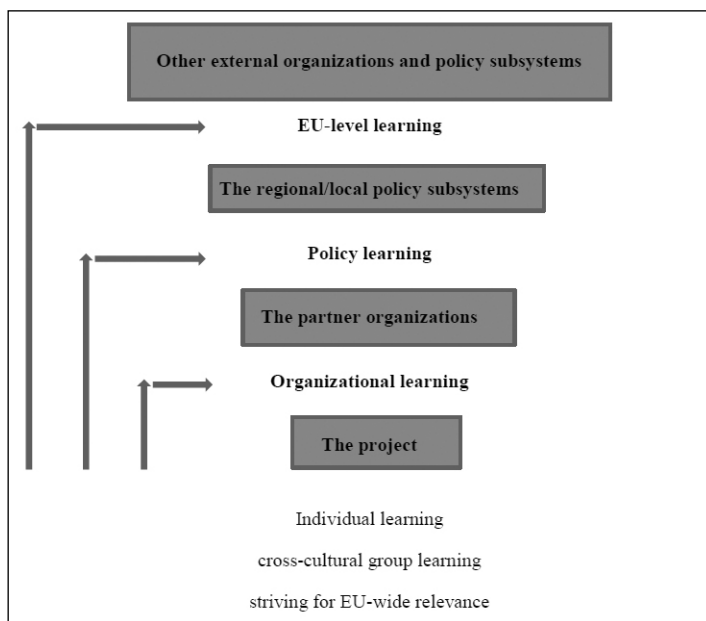 Other external organizations and policy subsystems
EU-level learning
The regional/local policy subsystems
Policy learning
The partner organizations
Organizational learning
The project
Individual learning
cross-cultural group learning
striving for EU-wide relevance